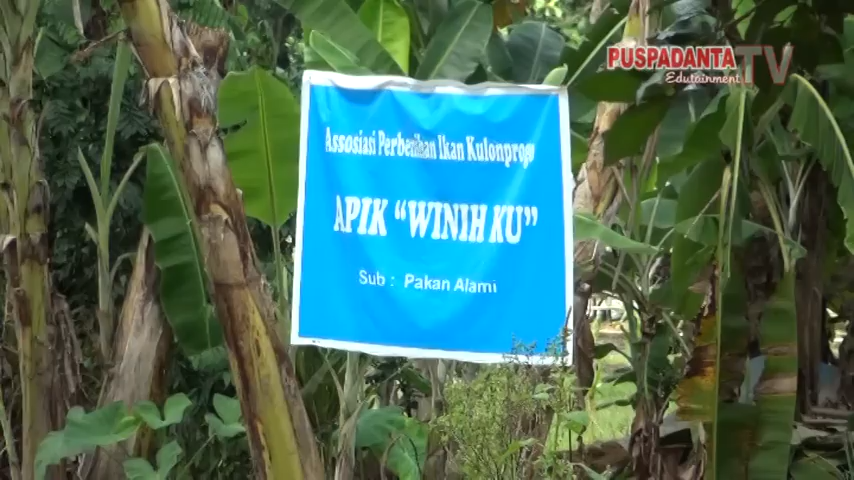 PUSPADANTA TV
Edutainment
Assosiasi Perbenihan Ikan Kulonprogo
APIK "WINIH KU"
Sub : Pakan Alami